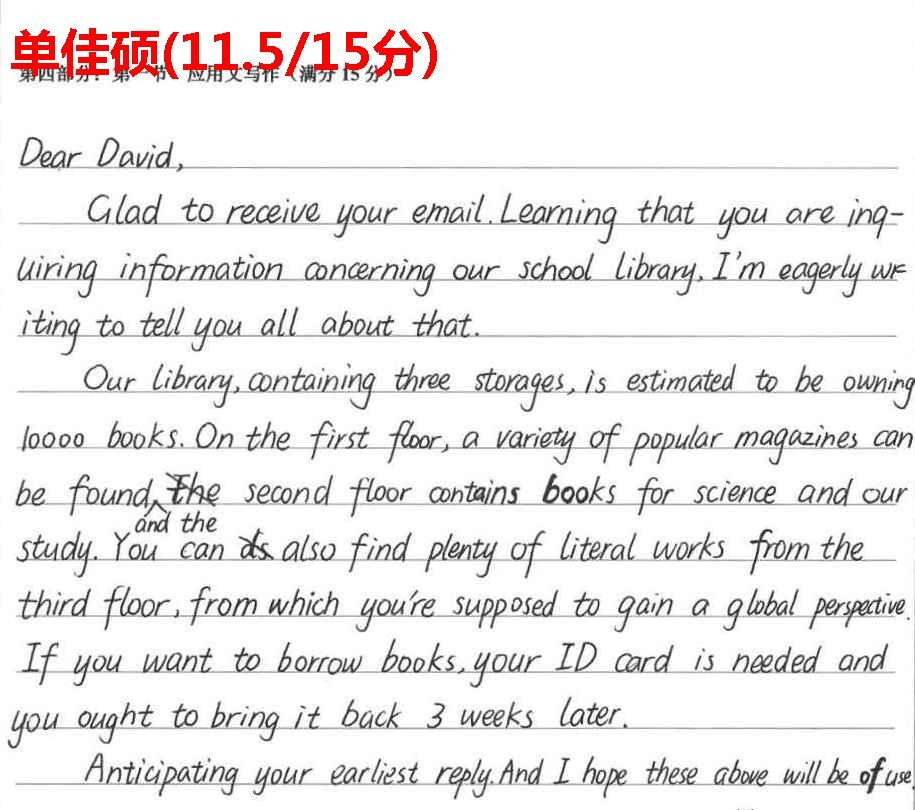 单佳硕(11.5/15分)
第四部分：第一节 应用文写作（满分 15 分）
Dear David,
Glad to receive your email. Learning that you are inq-
uiring information concerning our school library, I'm eagerly wr
iting to tell you all about that.
Our library, containing three storages, is estimated to be owning
10000 books. On the first floor, a variety of popular magazines can
be found, The second floor contains books for science and our
and the
study. You can also find plenty of literal works from the
third floor, from which you're supposed to gain a global perspective.
If you want to borrow books, your ID card is needed and
you ought to bring it back 3 weeks later.
Anticipating your earliest reply. And I hope these above will be of use